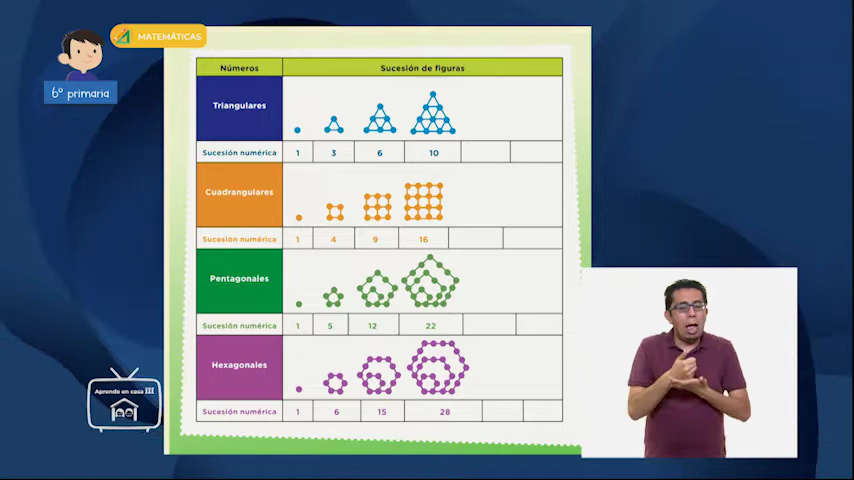 MATEMÁTICAS
6º primaria
Números Sucesión de figuras
Triangulares
Sucesión numérica 1 3 6 10
Cuadrangulares
Sucesión numérica 1 4 9 16
Pentagonales
Sucesión numérica 1 5 12 22
Hexagonales
Sucesión numérica 1 6 15 28
Aprende en casa III